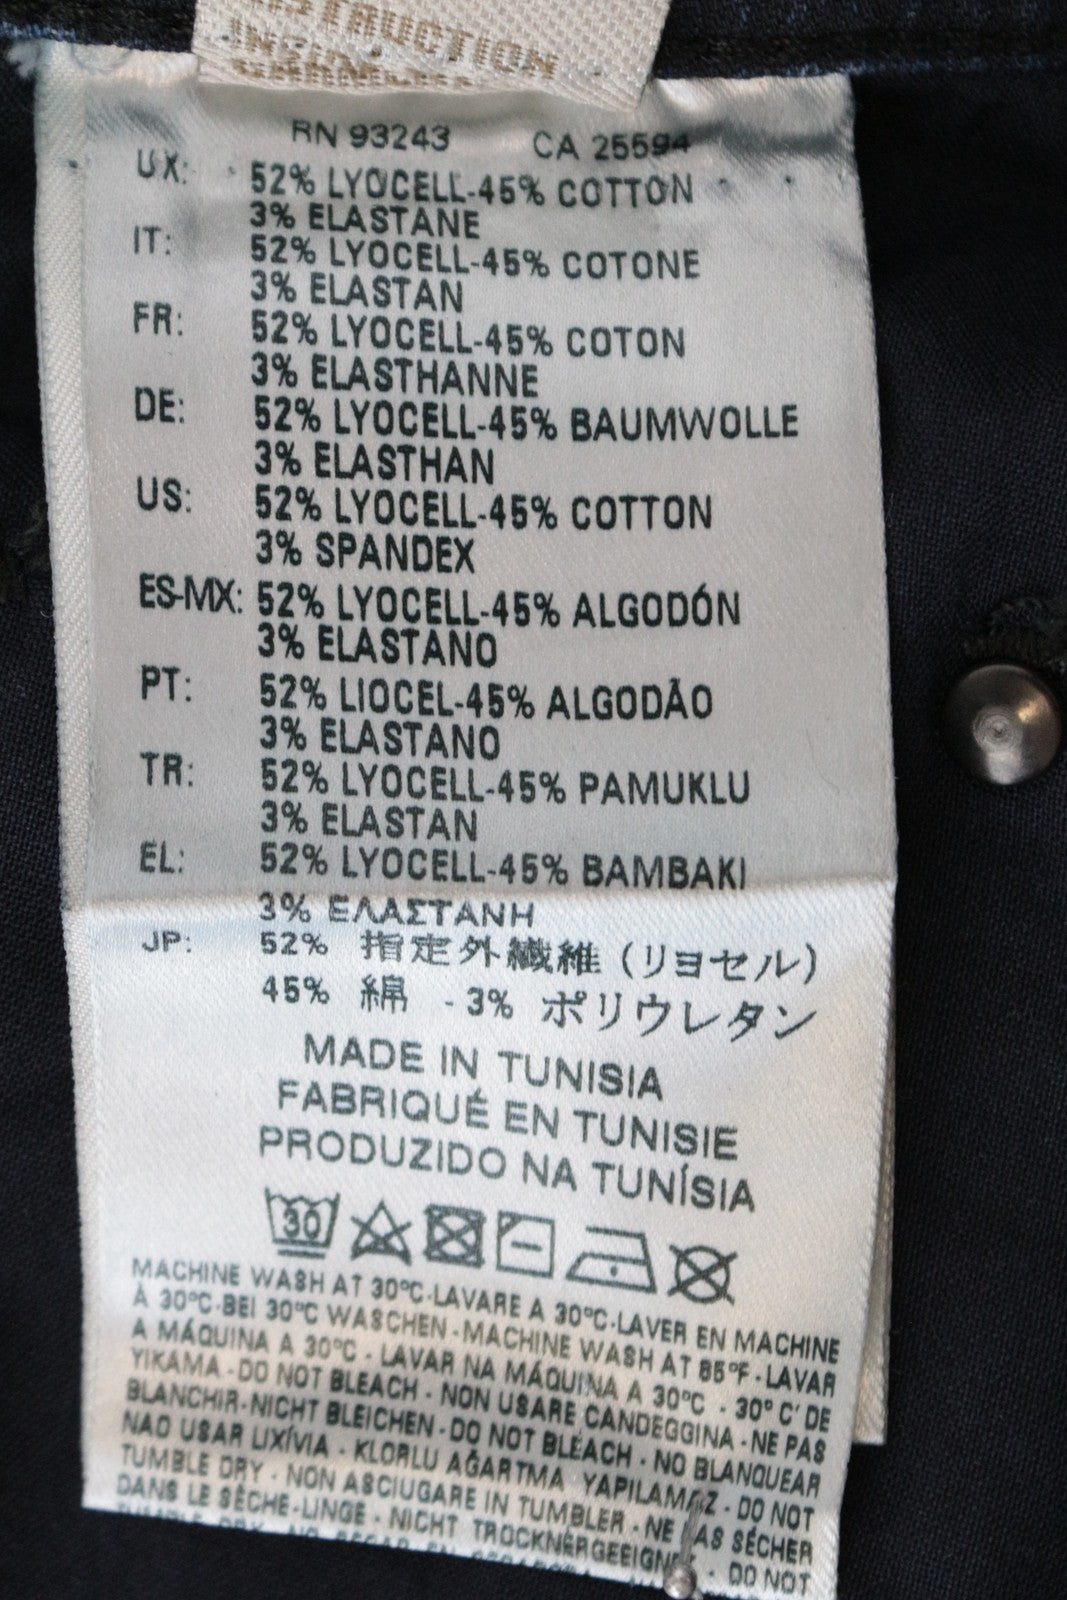 STRUCTION
RN 93243 CA 25594
UX: 52% LYOCELL-45% COTTON
3% ELASTANE
IT: 52% LYOCELL-45% COTONE
3% ELASTAN
FR: 52% LYOCELL-45% COTON
3% ELASTHANNE
DE: 52% LYOCELL-45% BAUMWOLLE
3% ELASTHAN
US: 52% LYOCELL-45% COTTON
3% SPANDEX
ES-MX: 52% LYOCELL-45% ALGODÓN
3% ELASTANO
PT: 52% LIOCEL-45% ALGODÃO
3% ELASTANO
TR: 52% LYOCELL-45% PAMUKLU
3% ELASTAN
EL: 52% LYOCELL-45% BAMBAKI
3% ΕΛΑΣΤΑΝΗ
JP: 52% 指定外繊維 (リヨセル)
45% 綿 - 3% ポリウレタン
MADE IN TUNISIA
FABRIQUÉ EN TUNISIE
PRODUZIDO NA TUNÍSIA
30
MACHINE WASH AT 30°C-LAVARE A 30°C-LAVER EN MACHINE
À 30°C-BEI 30°C WASCHEN-MACHINE WASH AT 85°F-LAVAR
A MÁQUINA A 30°C - LAVAR NA MÁQUINA A 30°C - 30° C' DE
YIKAMA-DO NOT BLEACH - NON USARE CANDEGGINA-NE PAS
BLANCHIR-NICHT BLEICHEN-DO NOT BLEACH-NO BLANQUEAR
NAO USAR LIXÍVIA - KLORLU AĞARTMA YAPILAMAZ - DO NOT
TUMBLE DRY - NON ASCIUGARE IN TUMBLER - NE PAS SÉCHER
DANS LE SÊCHE-LINGE - NICHT TROCKNERGEEIGNET - DO NOT